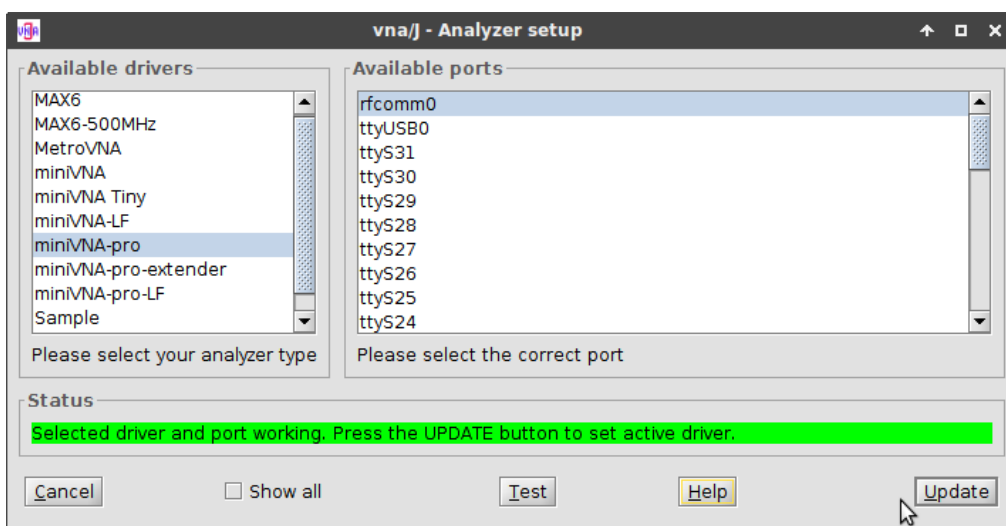 vna/J - Analyzer setup
Available drivers
MAX6
MAX6-500MHz
MetroVNA
miniVNA
miniVNA Tiny
miniVNA-LF
miniVNA-pro
miniVNA-pro-extender
miniVNA-pro-LF
Sample
Please select your analyzer type
Available ports
rfcomm0
ttyUSB0
ttyS31
ttyS30
ttyS29
ttyS28
ttyS27
ttyS26
ttyS25
ttyS24
Please select the correct port
Status
Selected driver and port working. Press the UPDATE button to set active driver.
Cancel Show all Test Help Update